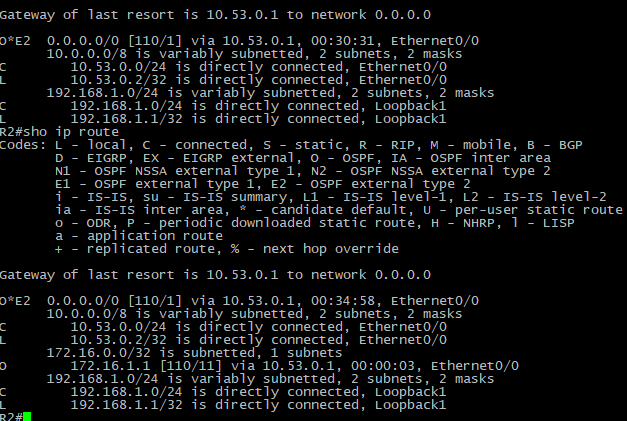 Gateway of last resort is 10.53.0.1 to network 0.0.0.0
O*E2  0.0.0.0/0 [110/1] via 10.53.0.1, 00:30:31, Ethernet0/0
      10.0.0.0/8 is variably subnetted, 2 subnets, 2 masks
C        10.53.0.0/24 is directly connected, Ethernet0/0
L        10.53.0.2/32 is directly connected, Ethernet0/0
      192.168.1.0/24 is variably subnetted, 2 subnets, 2 masks
C        192.168.1.0/24 is directly connected, Loopback1
L        192.168.1.1/32 is directly connected, Loopback1
R2#sho ip route
Codes: L - local, C - connected, S - static, R - RIP, M - mobile, B - BGP
       D - EIGRP, EX - EIGRP external, O - OSPF, IA - OSPF inter area
       N1 - OSPF NSSA external type 1, N2 - OSPF NSSA external type 2
       E1 - OSPF external type 1, E2 - OSPF external type 2
       i - IS-IS, su - IS-IS summary, L1 - IS-IS level-1, L2 - IS-IS level-2
       ia - IS-IS inter area, * - candidate default, U - per-user static route
       o - ODR, P - periodic downloaded static route, H - NHRP, l - LISP
       a - application route
       + - replicated route, % - next hop override
Gateway of last resort is 10.53.0.1 to network 0.0.0.0
O*E2  0.0.0.0/0 [110/1] via 10.53.0.1, 00:34:58, Ethernet0/0
      10.0.0.0/8 is variably subnetted, 2 subnets, 2 masks
C        10.53.0.0/24 is directly connected, Ethernet0/0
L        10.53.0.2/32 is directly connected, Ethernet0/0
      172.16.0.0/32 is subnetted, 1 subnets
O        172.16.1.1 [110/11] via 10.53.0.1, 00:00:03, Ethernet0/0
      192.168.1.0/24 is variably subnetted, 2 subnets, 2 masks
C        192.168.1.0/24 is directly connected, Loopback1
L        192.168.1.1/32 is directly connected, Loopback1
R2#